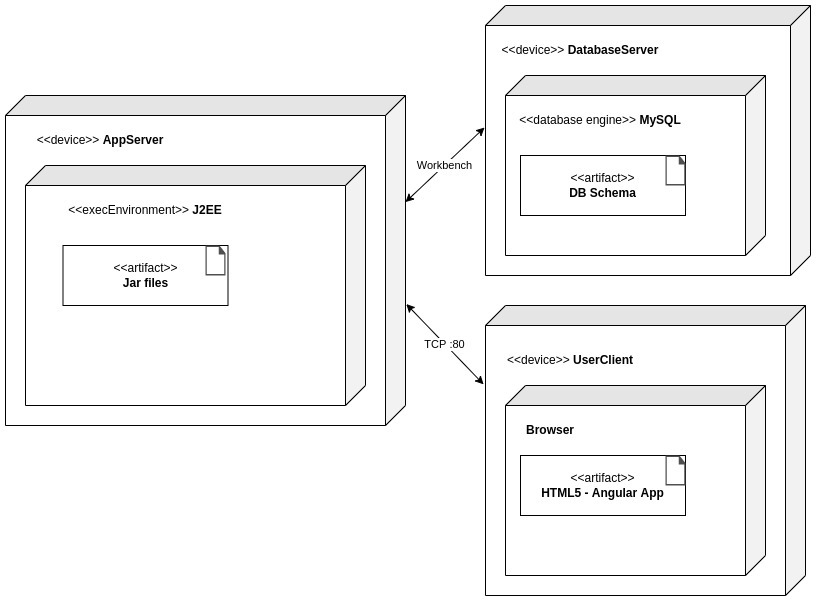 <<device>> AppServer
<<execEnvironment>> J2EE
<<artifact>>
Jar files
Workbench
TCP :80
<<device>> DatabaseServer
<<database engine>> MySQL
<<artifact>>
DB Schema
<<device>> UserClient
Browser
<<artifact>>
HTML5 - Angular App